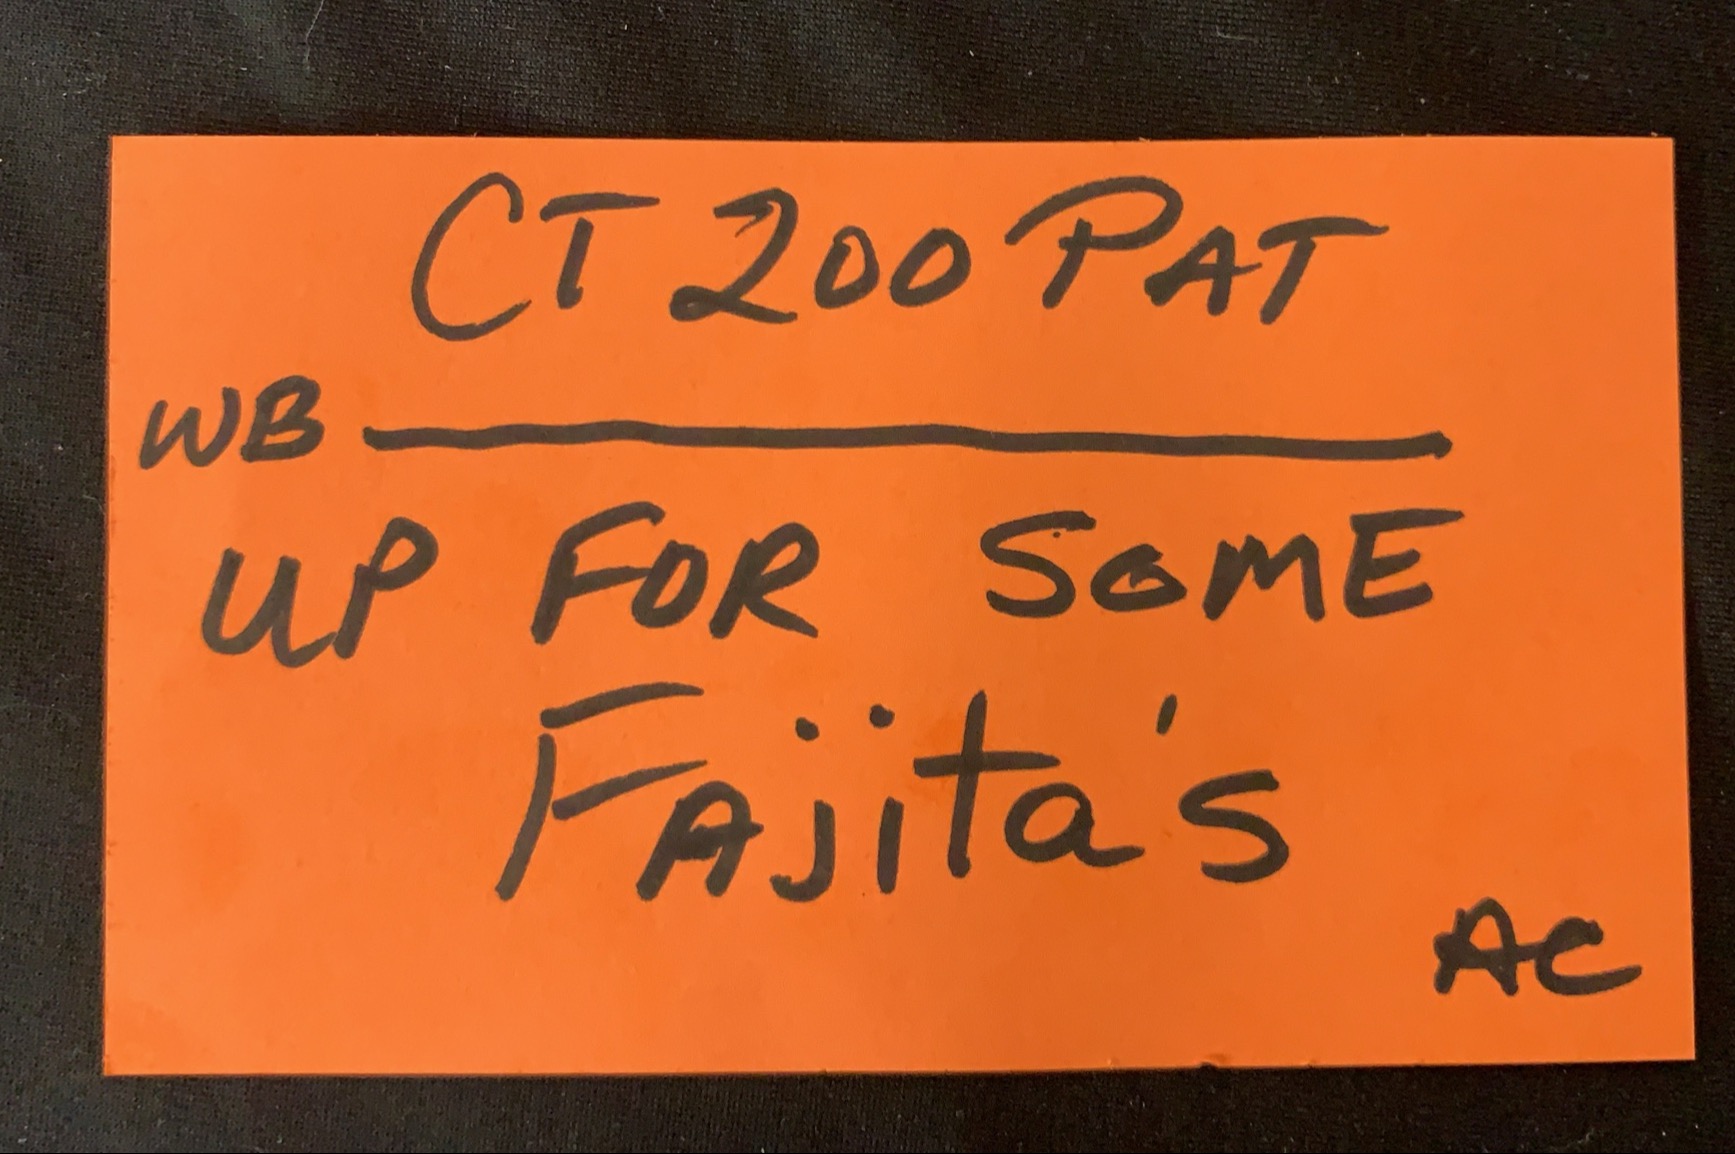 CT 200 PAT
WB
UP FOR SOME
FAjita's
AC